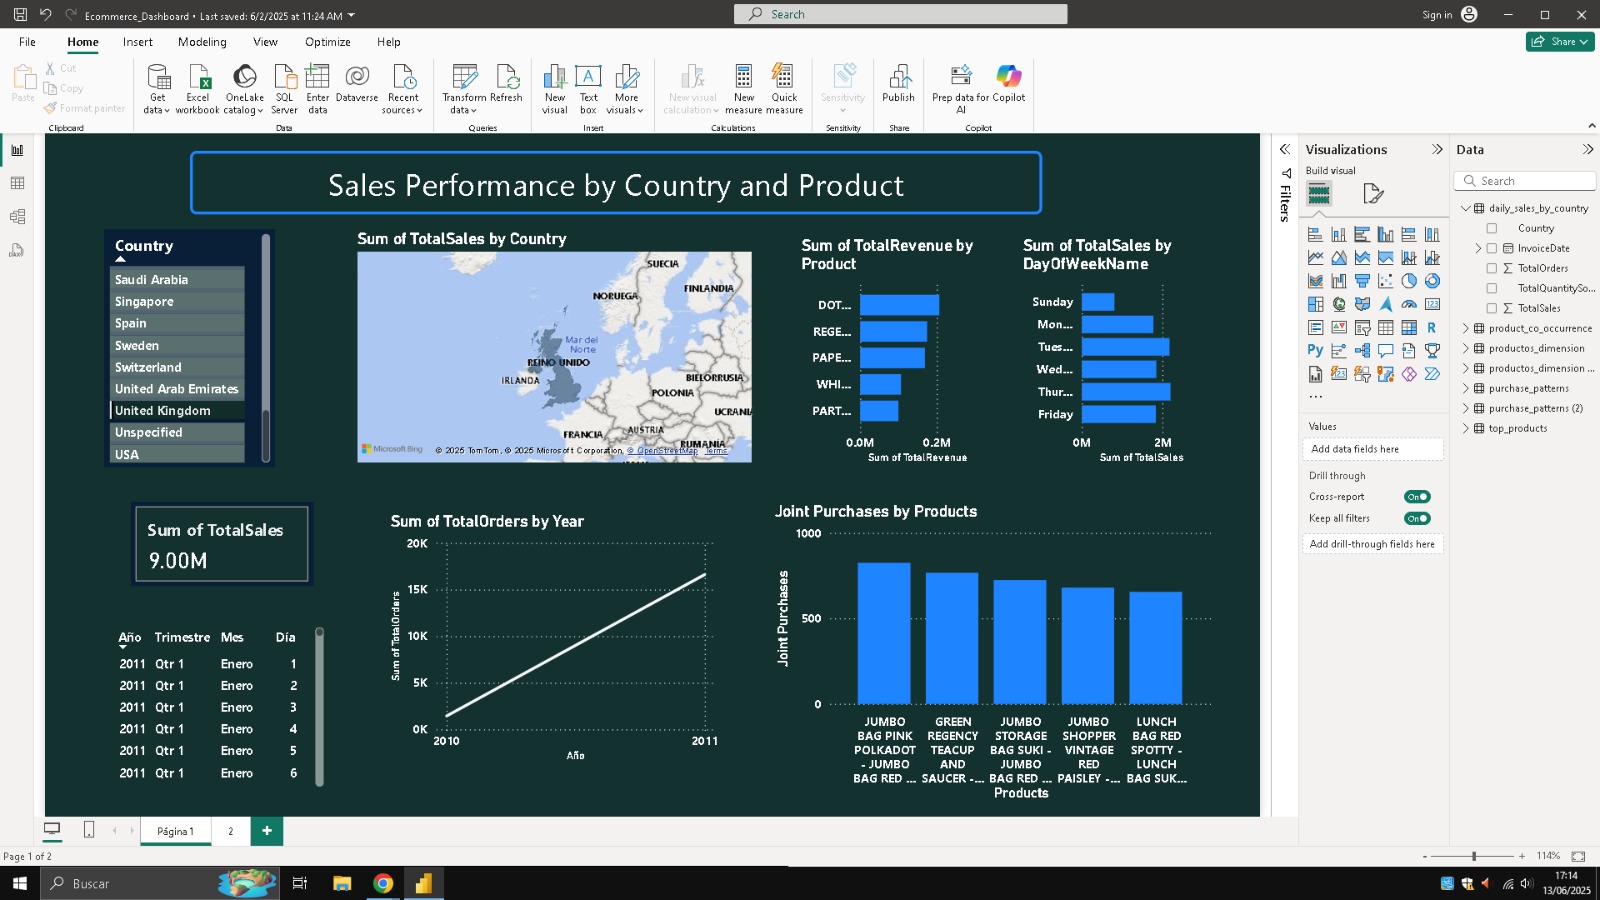 Ecommerce_Dashboard • Last saved: 6/2/2025 at 11:24 AM
Search
Sign in
File
Home
Insert
Modeling
View
Optimize
Help
Share
Paste
Cut
Copy
Format painter
Clipboard
Get data
Excel workbook
OneLake catalog
SQL Server
Enter data
Dataverse
Recent sources
Data
Transform data
Refresh
Queries
New visual
Text box
More visuals
Insert
New visual calculation
New measure
Quick measure
Calculations
Sensitivity
Sensitivity
Publish
Share
Prep data for AI
Copilot
Copilot
Sales Performance by Country and Product
Country
Saudi Arabia
Singapore
Spain
Sweden
Switzerland
United Arab Emirates
United Kingdom
Unspecified
USA
Sum of TotalSales by Country
SUECIA
FINLANDIA
NORUEGA
Mar del
Norte
REINO UNIDO
IRLANDA
BIELORRUSIA
POLONIA
UCRANI
AUSTRIA
FRANCIA
RUMANIA
Microsoft Bing
© 2025 TomTom, © 2025 Microsoft Corporation, © OpenStreetMap Terms
Sum of TotalRevenue by
Product
DOT...
REGE...
PAPE...
WHI...
PART...
0.0M 0.2M
Sum of TotalRevenue
Sum of TotalSales by
DayOfWeekName
Sunday
Mon...
Tues...
Wed...
Thur...
Friday
0M 2M
Sum of TotalSales
Sum of TotalSales
9.00M
Año Trimestre Mes Día
2011 Qtr 1 Enero 1
2011 Qtr 1 Enero 2
2011 Qtr 1 Enero 3
2011 Qtr 1 Enero 4
2011 Qtr 1 Enero 5
2011 Qtr 1 Enero 6
Sum of TotalOrders by Year
Sum of TotalOrders
20K
15K
10K
5K
0K
2010 2011
Año
Joint Purchases by Products
Joint Purchases
1000
500
0
JUMBO
BAG PINK
POLKADOT
- JUMBO
BAG RED ...
GREEN
REGENCY
TEACUP
AND
SAUCER -...
JUMBO
STORAGE
BAG SUKI -
JUMBO
BAG RED ...
JUMBO
SHOPPER
VINTAGE
RED
PAISLEY -...
LUNCH
BAG RED
SPOTTY -
LUNCH
BAG SUK...
Products
Filters
Visualizations
Build visual
R
Py
123
...
Values
Add data fields here
Drill through
Cross-report
On
Keep all filters
On
Add drill-through fields here
Data
Search
daily_sales_by_country
Country
InvoiceDate
TotalOrders
TotalQuantitySo...
TotalSales
product_co_occurrence
productos_dimension
productos_dimension ...
purchase_patterns
purchase_patterns (2)
top_products
Página 1
2
Page 1 of 2
114%
Buscar
17:14
13/06/2025